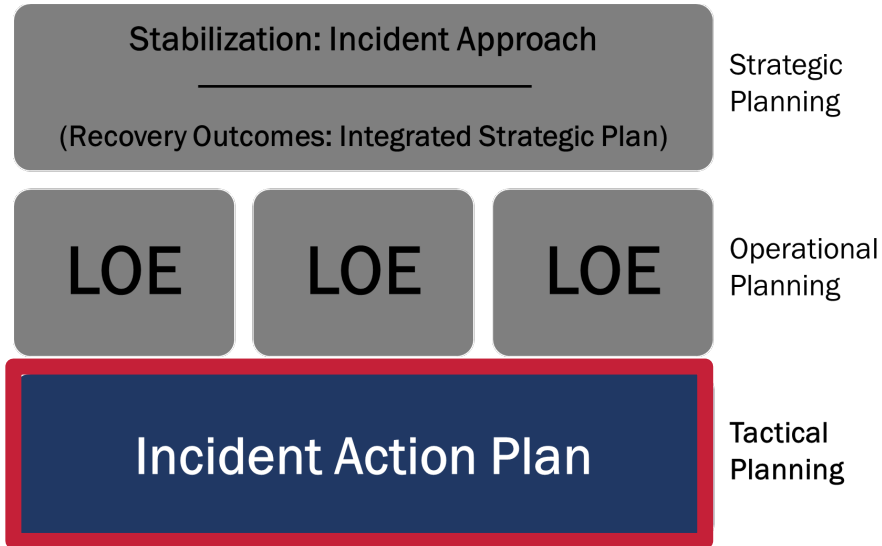 Stabilization: Incident Approach
(Recovery Outcomes: Integrated Strategic Plan)
Strategic
Planning
LOE LOE LOE
Operational
Planning
Incident Action Plan
Tactical
Planning